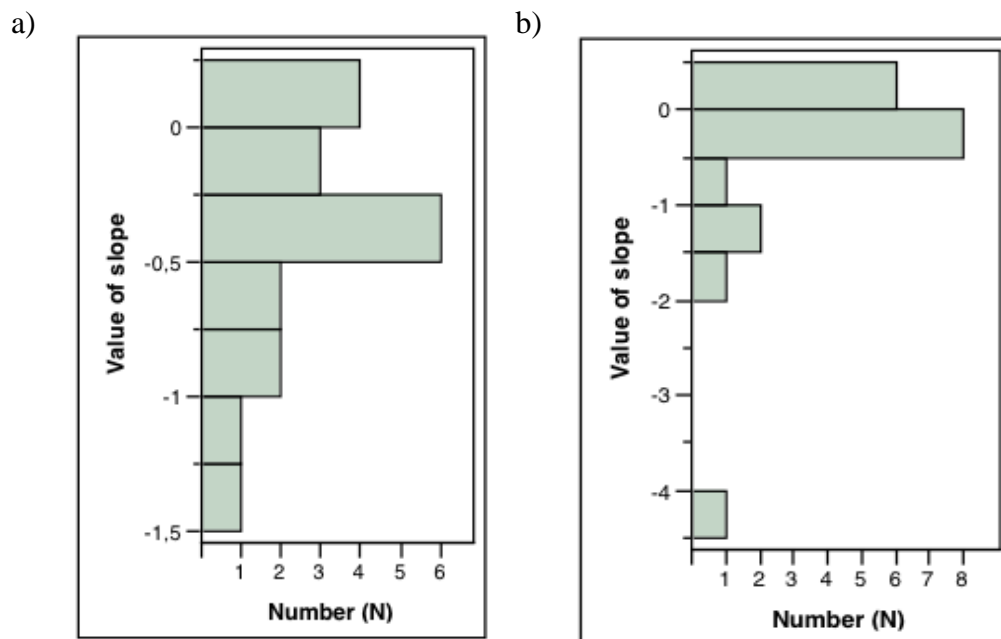 a)
0
-0,5
-1
-1,5
Value of slope
1 2 3 4 5 6
Number (N)
b)
0
-1
-2
-3
-4
Value of slope
1 2 3 4 5 6 7 8
Number (N)